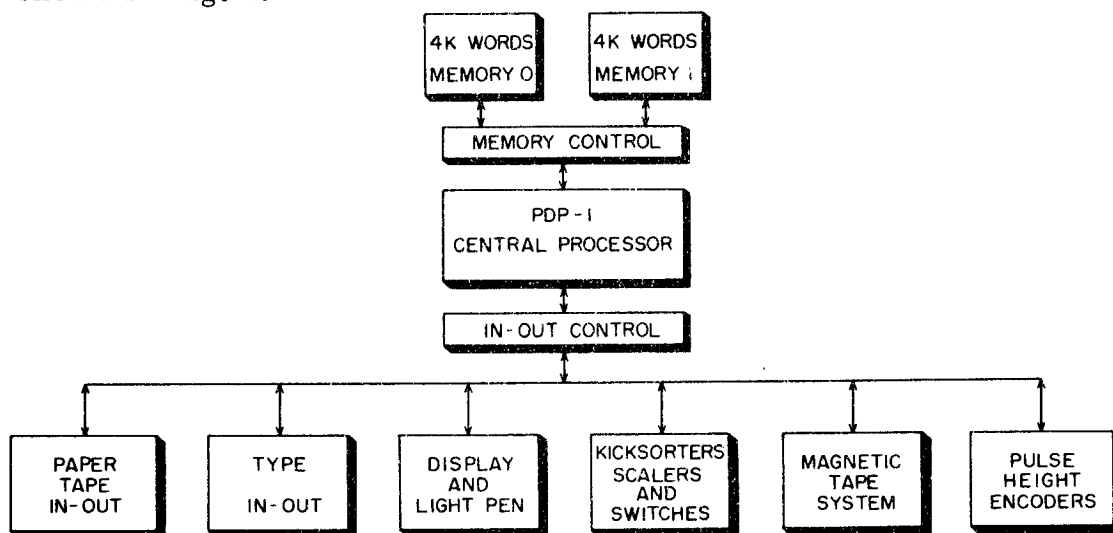 4K WORDS
MEMORY 0
4K WORDS
MEMORY 1
MEMORY CONTROL
PDP-1
CENTRAL PROCESSOR
IN-OUT CONTROL
PAPER
TAPE
IN-OUT
TYPE
IN-OUT
DISPLAY
AND
LIGHT PEN
KICKSORTERS
SCALERS
AND
SWITCHES
MAGNETIC
TAPE
SYSTEM
PULSE
HEIGHT
ENCODERS